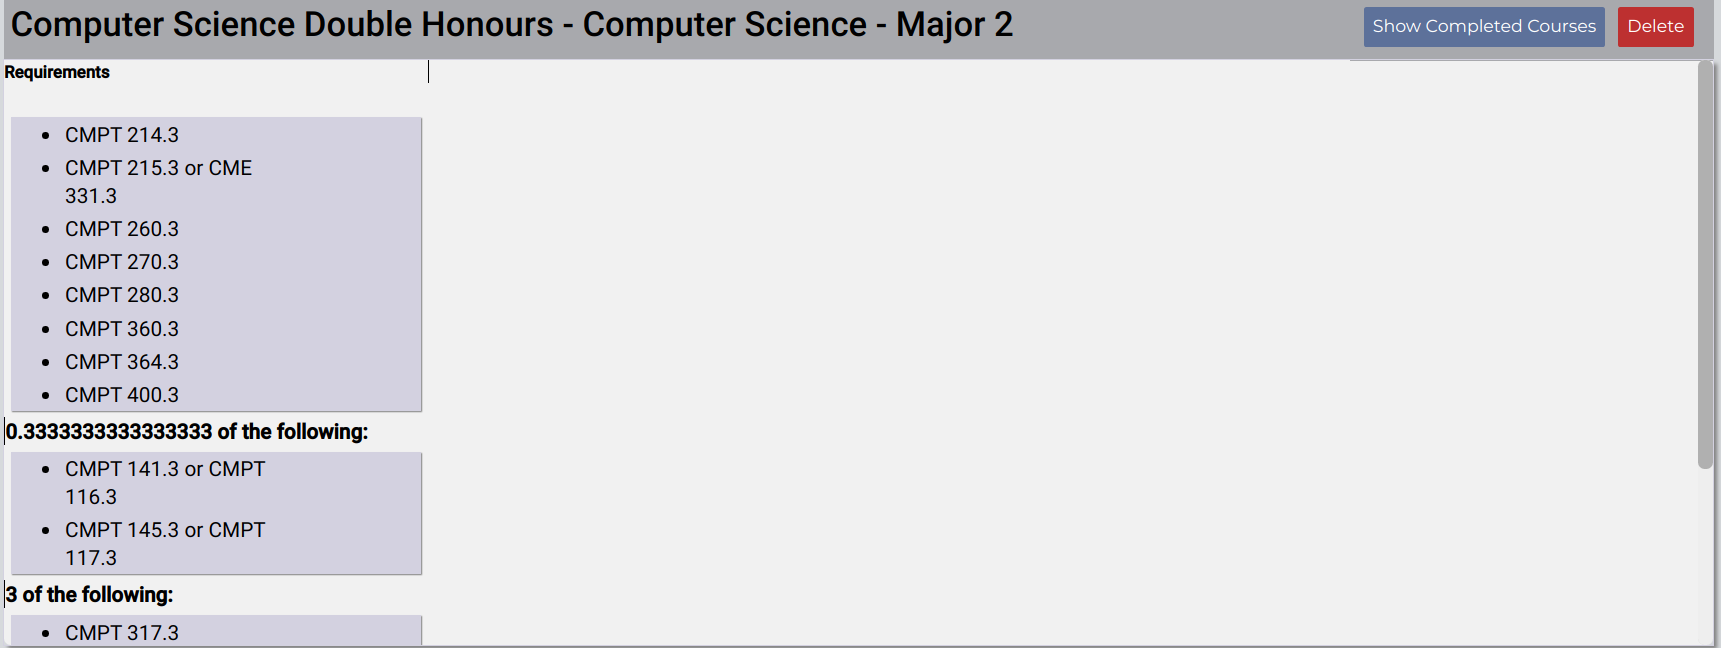 Computer Science Double Honours - Computer Science - Major 2
Show Completed Courses
Delete
Requirements
CMPT 214.3
CMPT 215.3 or CME
331.3
CMPT 260.3
CMPT 270.3
CMPT 280.3
CMPT 360.3
CMPT 364.3
CMPT 400.3
0.3333333333333333 of the following:
CMPT 141.3 or CMPT
116.3
CMPT 145.3 or CMPT
117.3
3 of the following:
CMPT 317.3